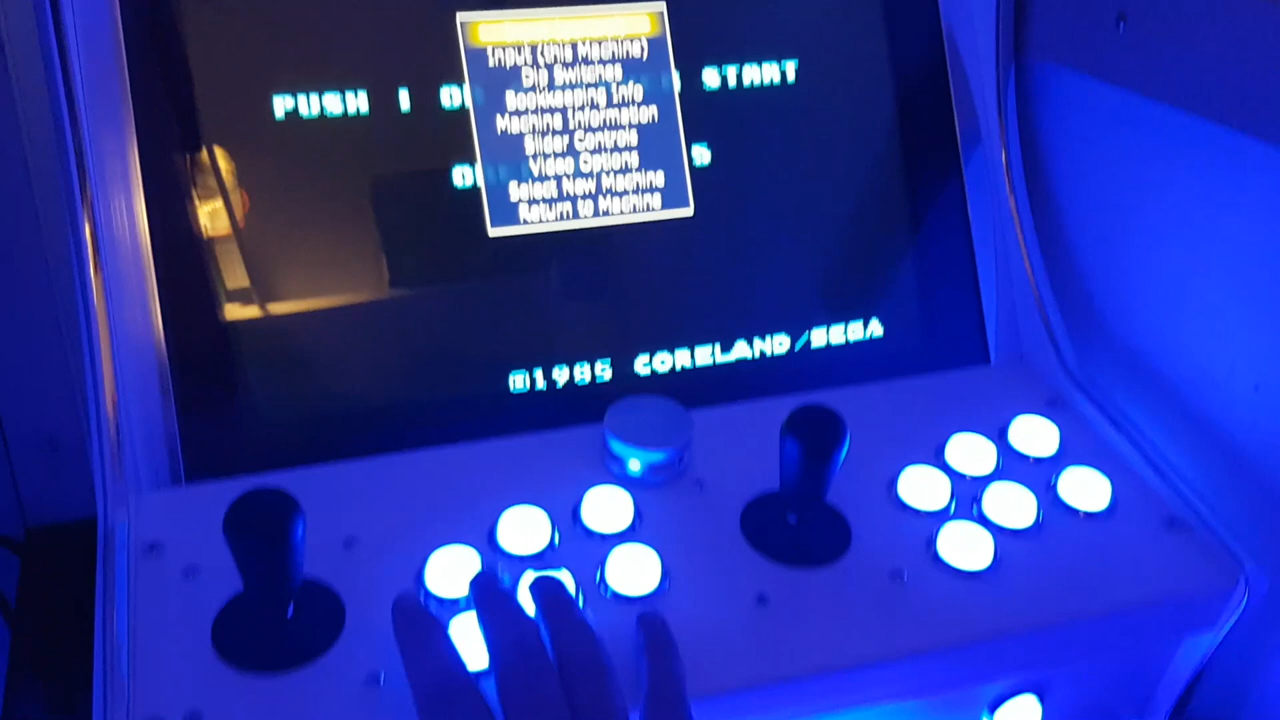 PUSH 1 O START
Input (this Machine)
Dip Switches
Bookkeeping Info
Machine Information
Slider Controls
Video Options
Select New Machine
Return to Machine
©1985 CORELAND/SEGA